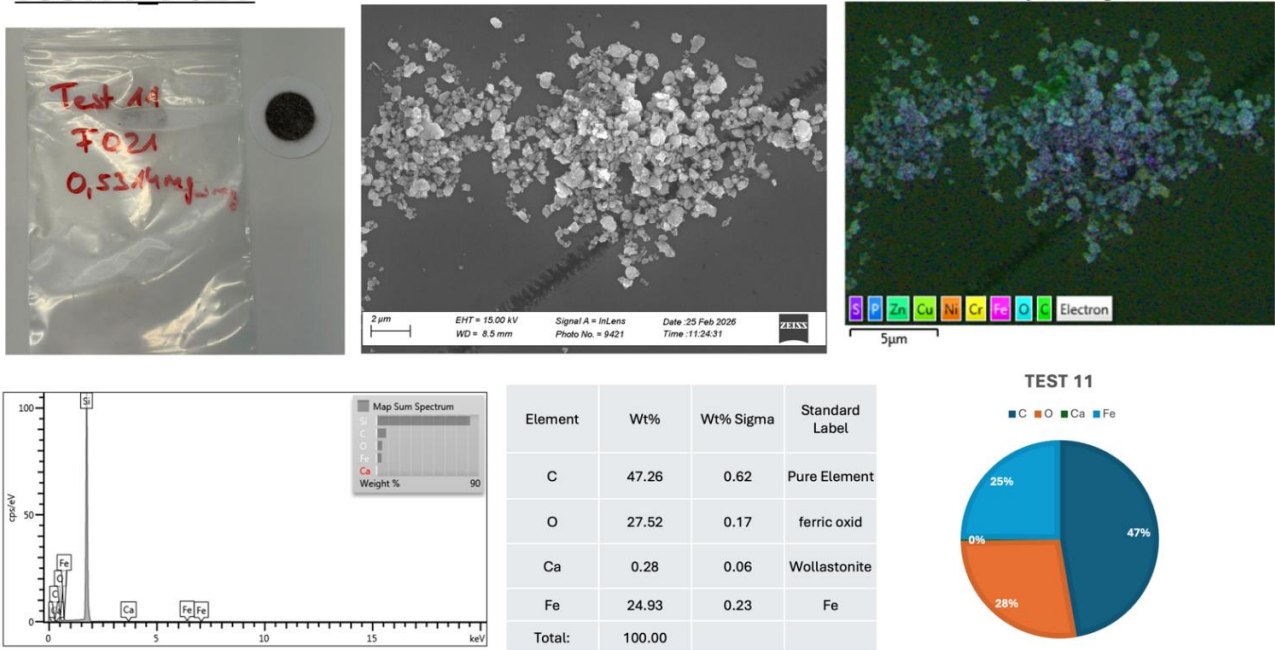 Test 11
FQ21
2 µm
EHT = 15.00 kV
WD = 8.5 mm
Signal A = InLens
Photo No. = 9421
Date :25 Feb 2026
Time :11:24:31
ZEISS
S P Zn Cu Ni Cr Fe O C Electron
5µm
100
50
0
cps/eV
Si
Fe
O
C
Ca
Fe
Fe
0 5 10 15 keV
Map Sum Spectrum
Si
C
O
Fe
Ca
Weight % 90
Element Wt% Wt% Sigma Standard Label
C 47.26 0.62 Pure Element
O 27.52 0.17 ferric oxid
Ca 0.28 0.06 Wollastonite
Fe 24.93 0.23 Fe
Total: 100.00
TEST 11
C O Ca Fe
25%
47%
0%
28%